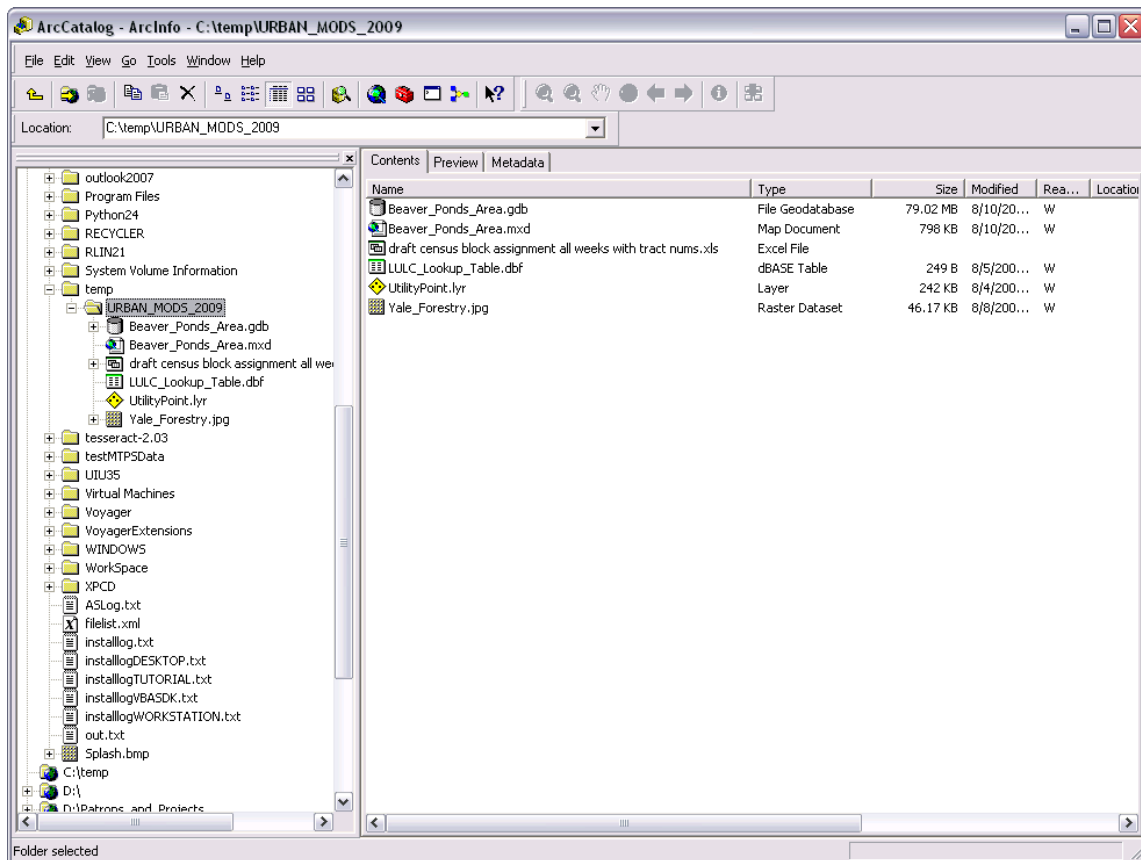 ArcCatalog - ArcInfo - C:\temp\URBAN_MODS_2009
File Edit View Go Tools Window Help
Location: C:\temp\URBAN_MODS_2009
outlook2007
Program Files
Python24
RECYCLER
RLIN21
System Volume Information
temp
URBAN_MODS_2009
Beaver_Ponds_Area.gdb
Beaver_Ponds_Area.mxd
draft census block assignment all we
LULC_Lookup_Table.dbf
UtilityPoint.lyr
Yale_Forestry.jpg
tesseract-2.03
testMTPSData
UIU35
Virtual Machines
Voyager
VoyagerExtensions
WINDOWS
WorkSpace
XPCD
ASLog.txt
filelist.xml
installlog.txt
installlogDESKTOP.txt
installlogTUTORIAL.txt
installlogVBASDK.txt
installlogWORKSTATION.txt
out.txt
Splash.bmp
C:\temp
D:\
D:\Patrons_and_Projects
Contents Preview Metadata
Name Type Size Modified Rea... Location
Beaver_Ponds_Area.gdb File Geodatabase 79.02 MB 8/10/20... W
Beaver_Ponds_Area.mxd Map Document 798 KB 8/10/20... W
draft census block assignment all weeks with tract nums.xls Excel File
LULC_Lookup_Table.dbf dBASE Table 249 B 8/5/200... W
UtilityPoint.lyr Layer 242 KB 8/4/200... W
Yale_Forestry.jpg Raster Dataset 46.17 KB 8/8/200... W
Folder selected